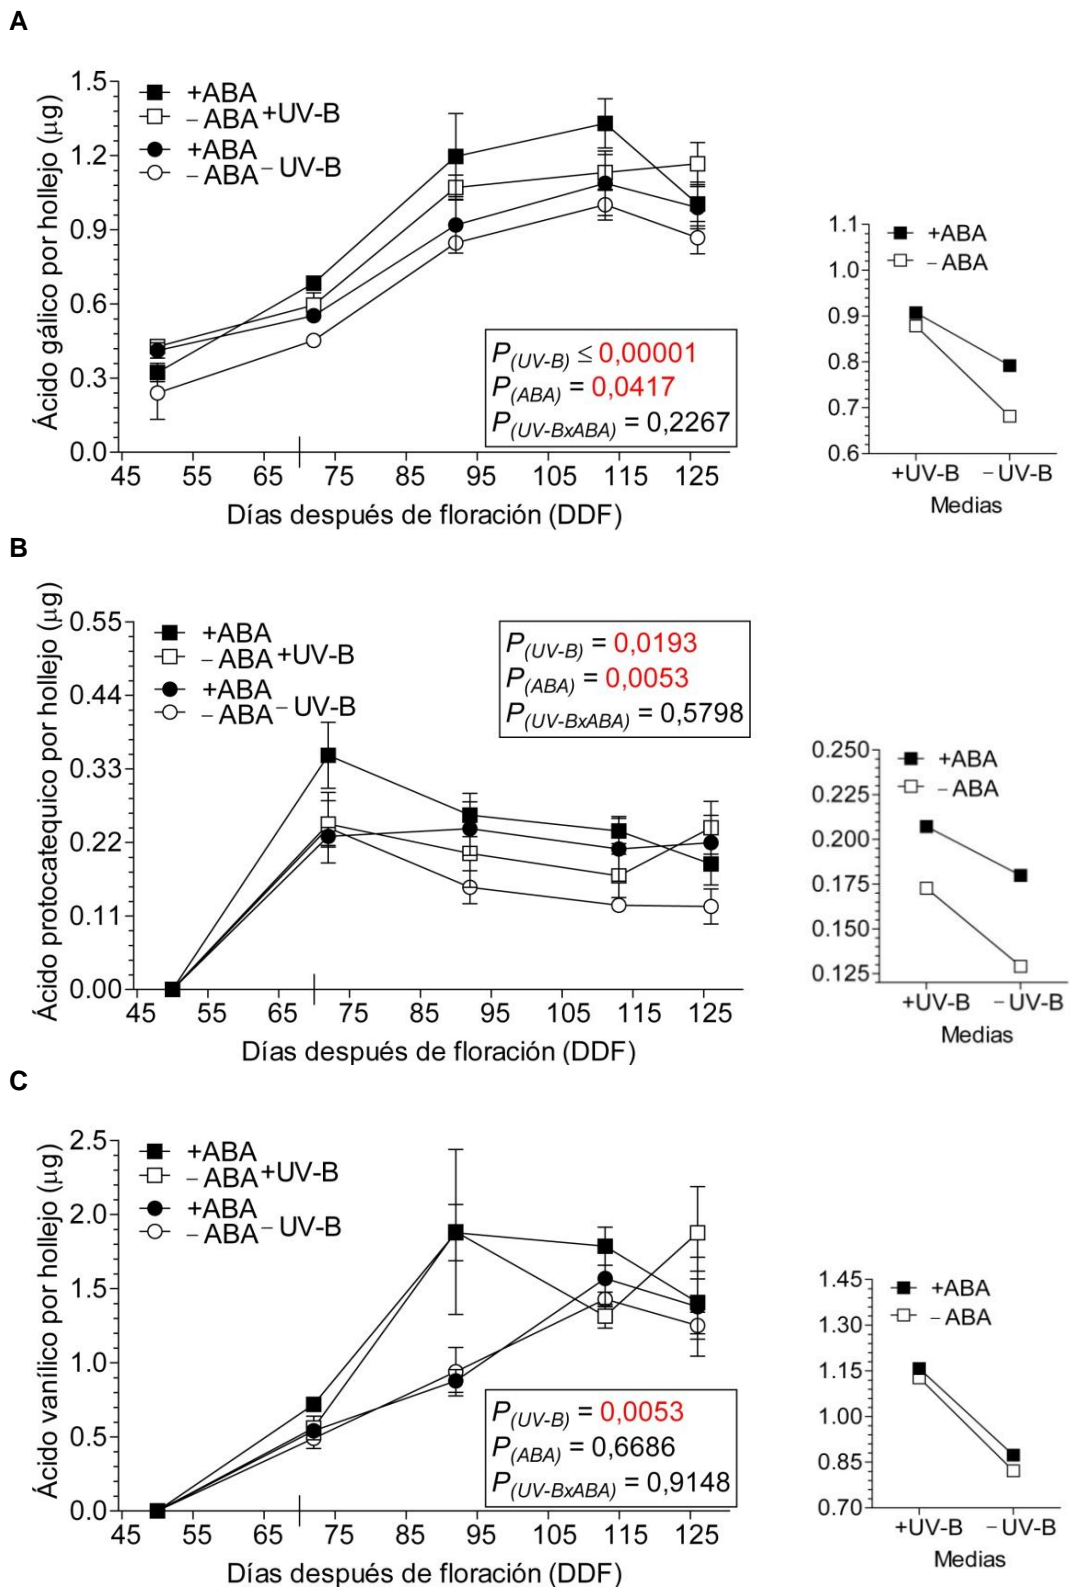 A
Ácido gálico por hollejo (µg)
1.5
1.2
0.9
0.6
0.3
0.0
+ABA
−ABA +UV-B
+ABA
−ABA − UV-B
P(UV-B) ≤ 0,00001
P(ABA) = 0,0417
P(UV-BxABA) = 0,2267
45 55 65 75 85 95 105 115 125
Días después de floración (DDF)
1.1
1.0
0.9
0.8
0.7
0.6
+ABA
−ABA
+UV-B −UV-B
Medias
B
Ácido protocatequico por hollejo (µg)
0.55
0.44
0.33
0.22
0.11
0.00
+ABA
−ABA +UV-B
+ABA
−ABA − UV-B
P(UV-B) = 0,0193
P(ABA) = 0,0053
P(UV-BxABA) = 0,5798
45 55 65 75 85 95 105 115 125
Días después de floración (DDF)
0.250
0.225
0.200
0.175
0.150
0.125
+ABA
−ABA
+UV-B −UV-B
Medias
C
Ácido vanílico por hollejo (µg)
2.5
2.0
1.5
1.0
0.5
0.0
+ABA
−ABA +UV-B
+ABA
−ABA − UV-B
P(UV-B) = 0,0053
P(ABA) = 0,6686
P(UV-BxABA) = 0,9148
45 55 65 75 85 95 105 115 125
Días después de floración (DDF)
1.45
1.30
1.15
1.00
0.85
0.70
+ABA
−ABA
+UV-B −UV-B
Medias